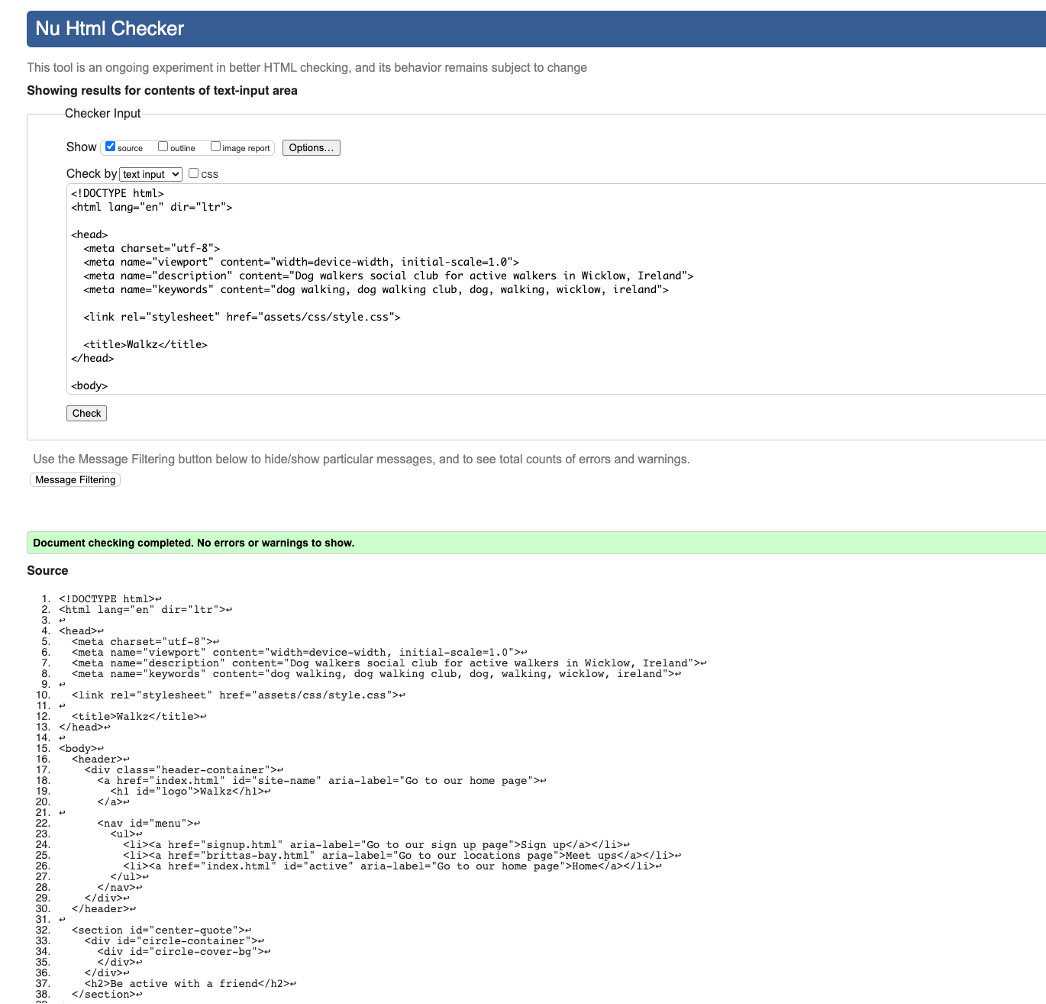 Nu Html Checker
This tool is an ongoing experiment in better HTML checking, and its behavior remains subject to change
Showing results for contents of text-input area
Checker Input
Show source outline image report Options...
Check by text input css
<!DOCTYPE html>
<html lang="en" dir="ltr">
<head>
<meta charset="utf-8">
<meta name="viewport" content="width=device-width, initial-scale=1.0">
<meta name="description" content="Dog walkers social club for active walkers in Wicklow, Ireland">
<meta name="keywords" content="dog walking, dog walking club, dog, walking, wicklow, ireland">
<link rel="stylesheet" href="assets/css/style.css">
<title>Walkz</title>
</head>
<body>
Check
Use the Message Filtering button below to hide/show particular messages, and to see total counts of errors and warnings.
Message Filtering
Document checking completed. No errors or warnings to show.
Source
1. <!DOCTYPE html>↩
2. <html lang="en" dir="ltr">↩
3. ↩
4. <head>↩
5. <meta charset="utf-8">↩
6. <meta name="viewport" content="width=device-width, initial-scale=1.0">↩
7. <meta name="description" content="Dog walkers social club for active walkers in Wicklow, Ireland">↩
8. <meta name="keywords" content="dog walking, dog walking club, dog, walking, wicklow, ireland">↩
9. ↩
10. <link rel="stylesheet" href="assets/css/style.css">↩
11. ↩
12. <title>Walkz</title>↩
13. </head>↩
14. ↩
15. <body>↩
16. <header>↩
17. <div class="header-container">↩
18. <a href="index.html" id="site-name" aria-label="Go to our home page">↩
19. <h1 id="logo">Walkz</h1>↩
20. </a>↩
21. ↩
22. <nav id="menu">↩
23. <ul>↩
24. <li><a href="signup.html" aria-label="Go to our sign up page">Sign up</a></li>↩
25. <li><a href="brittas-bay.html" aria-label="Go to our locations page">Meet ups</a></li>↩
26. <li><a href="index.html" id="active" aria-label="Go to our home page">Home</a></li>↩
27. </ul>↩
28. </nav>↩
29. </div>↩
30. </header>↩
31. ↩
32. <section id="center-quote">↩
33. <div id="circle-container">↩
34. <div id="circle-cover-bg">↩
35. </div>↩
36. </div>↩
37. <h2>Be active with a friend</h2>↩
38. </section>↩